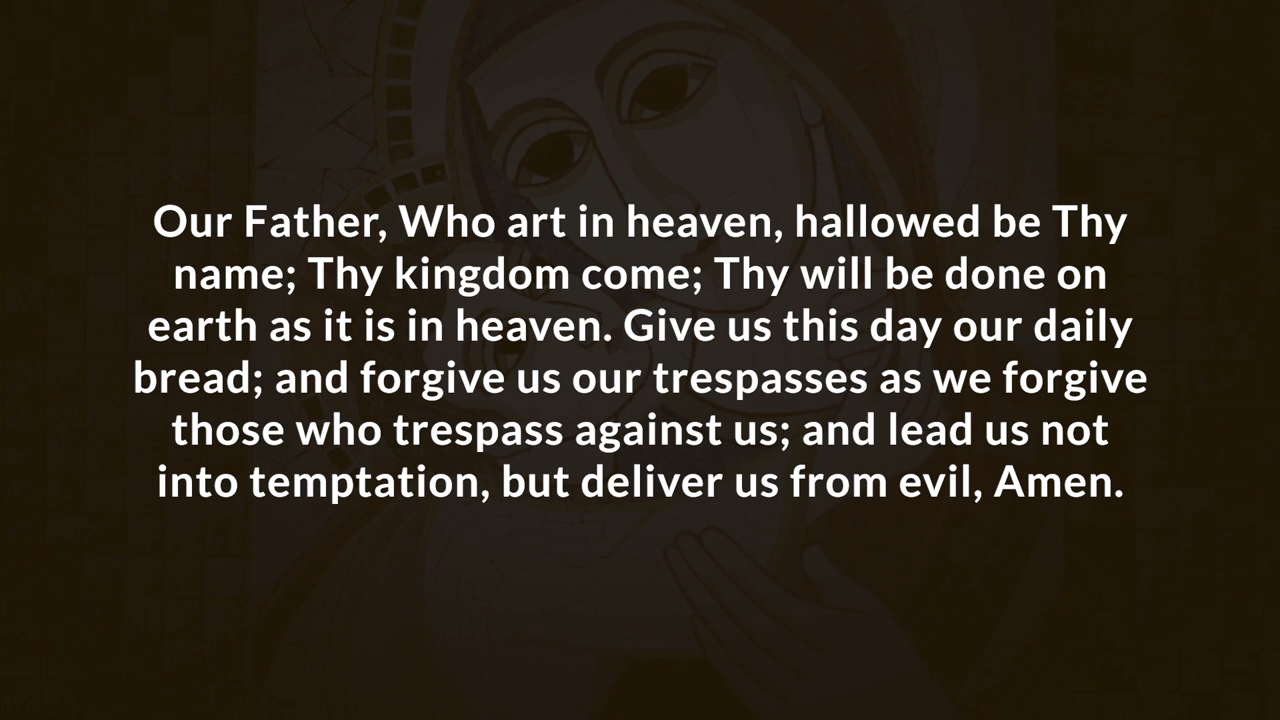 Our Father, Who art in heaven, hallowed be Thy
name; Thy kingdom come; Thy will be done on
earth as it is in heaven. Give us this day our daily
bread; and forgive us our trespasses as we forgive
those who trespass against us; and lead us not
into temptation, but deliver us from evil, Amen.